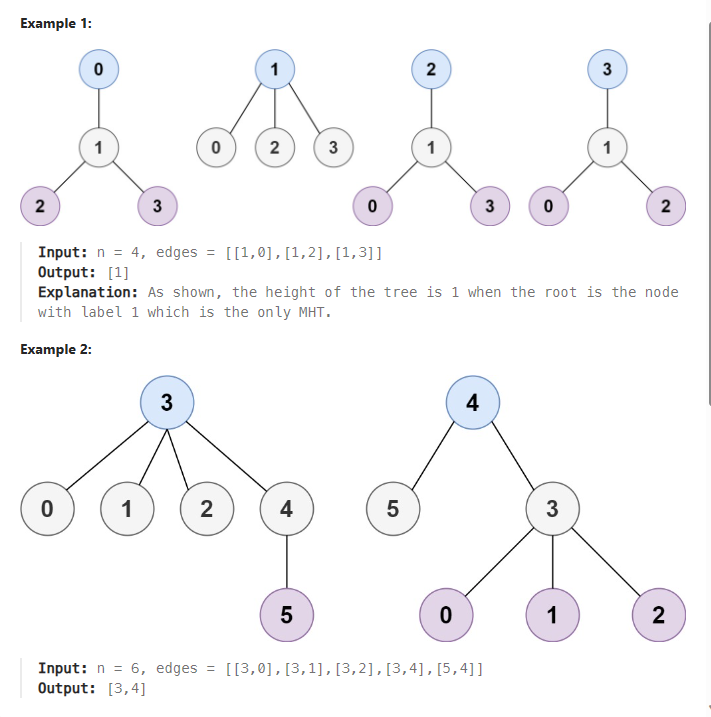 Example 1:
0 1 2 3
1 0 2 3 1 1
2 3 0 3 0 2
Input: n = 4, edges = [[1,0],[1,2],[1,3]]
Output: [1]
Explanation: As shown, the height of the tree is 1 when the root is the node
with label 1 which is the only MHT.
Example 2:
3 4
0 1 2 4 5 3
5 0 1 2
Input: n = 6, edges = [[3,0],[3,1],[3,2],[3,4],[5,4]]
Output: [3,4]